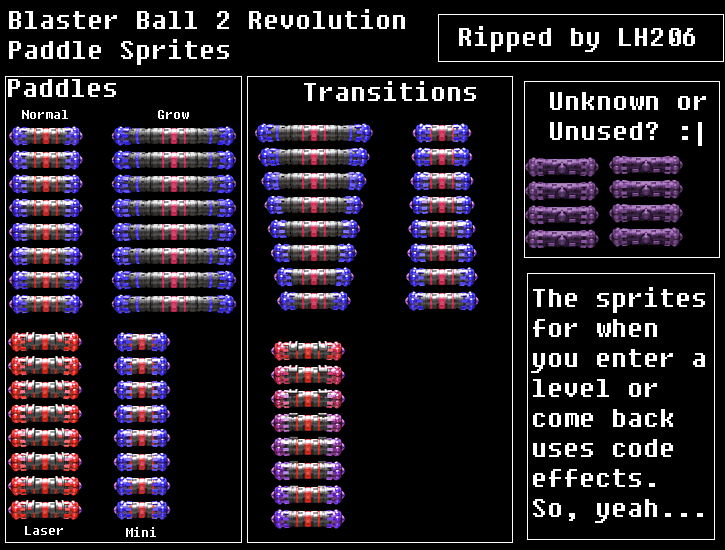 Blaster Ball 2 Revolution
Paddle Sprites
Ripped by LH206
Paddles
Normal
Grow
Laser
Mini
Transitions
Unknown or
Unused? :|
The sprites
for when
you enter a
level or
come back
uses code
effects.
So, yeah...